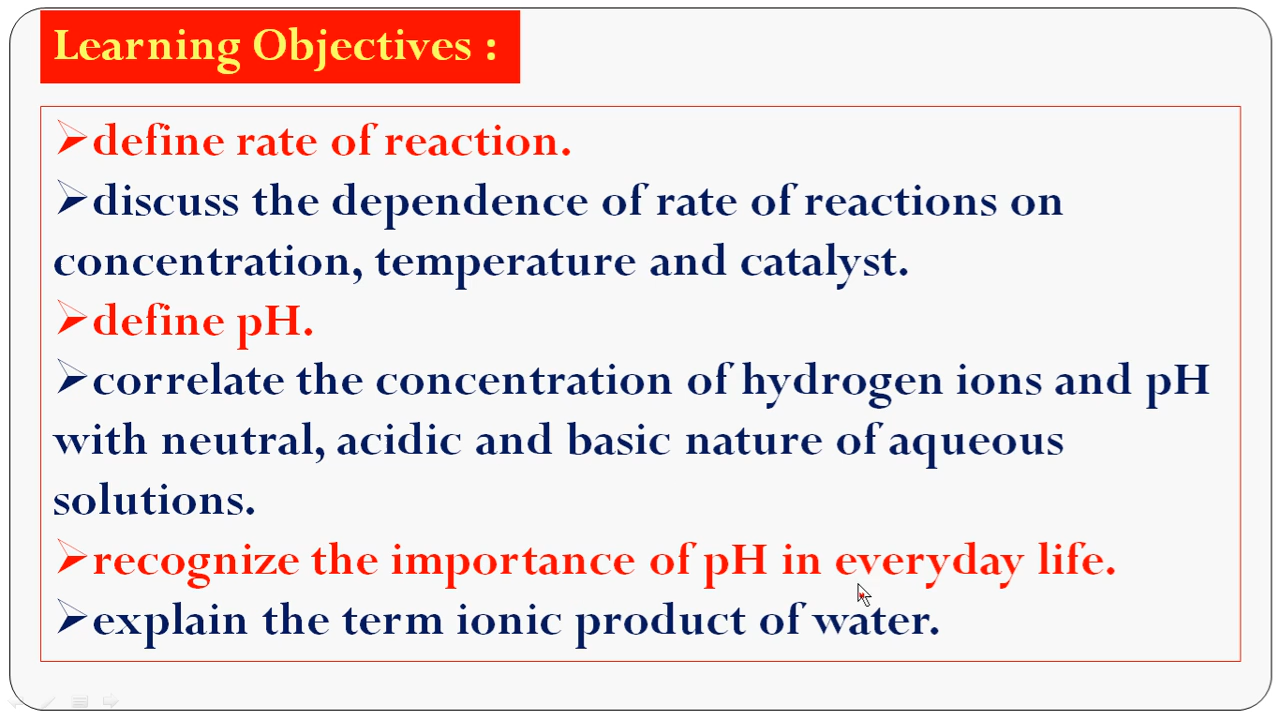 Learning Objectives :
➢define rate of reaction.
➢discuss the dependence of rate of reactions on
concentration, temperature and catalyst.
➢define pH.
➢correlate the concentration of hydrogen ions and pH
with neutral, acidic and basic nature of aqueous
solutions.
➢recognize the importance of pH in everyday life.
➢explain the term ionic product of water.